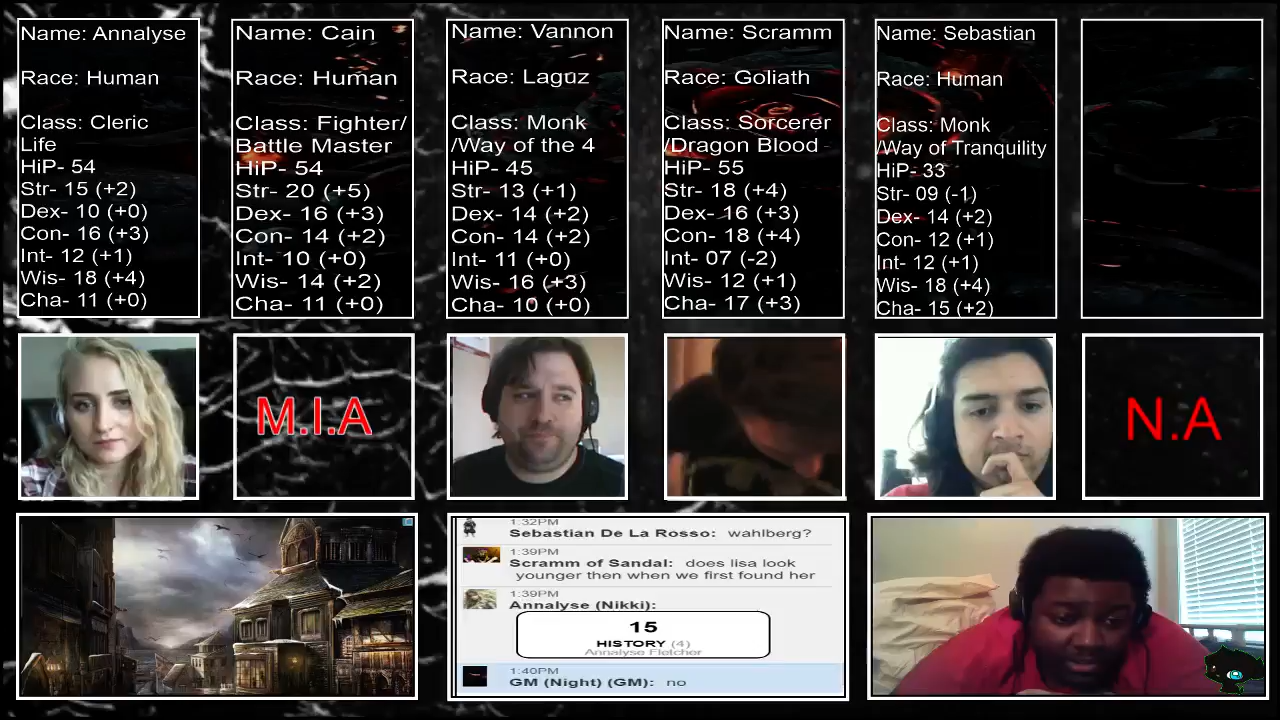 Name: Annalyse
Race: Human
Class: Cleric
Life
HiP- 54
Str- 15 (+2)
Dex- 10 (+0)
Con- 16 (+3)
Int- 12 (+1)
Wis- 18 (+4)
Cha- 11 (+0)
Name: Cain
Race: Human
Class: Fighter/
Battle Master
HiP- 54
Str- 20 (+5)
Dex- 16 (+3)
Con- 14 (+2)
Int- 10 (+0)
Wis- 14 (+2)
Cha- 11 (+0)
Name: Vannon
Race: Laguz
Class: Monk
/Way of the 4
HiP- 45
Str- 13 (+1)
Dex- 14 (+2)
Con- 14 (+2)
Int- 11 (+0)
Wis- 16 (+3)
Cha- 10 (+0)
Name: Scramm
Race: Goliath
Class: Sorcerer
/Dragon Blood
HiP- 55
Str- 18 (+4)
Dex- 16 (+3)
Con- 18 (+4)
Int- 07 (-2)
Wis- 12 (+1)
Cha- 17 (+3)
Name: Sebastian
Race: Human
Class: Monk
/Way of Tranquility
HiP- 33
Str- 09 (-1)
Dex- 14 (+2)
Con- 12 (+1)
Int- 12 (+1)
Wis- 18 (+4)
Cha- 15 (+2)
M.I.A
N.A
1:32PM
Sebastian De La Rosso: wahlberg?
1:39PM
Scramm of Sandal: does lisa look
younger then when we first found her
1:39PM
Annalyse (Nikki):
15
HISTORY (4)
Annalyse Fletcher
1:40PM
GM (Night) (GM): no